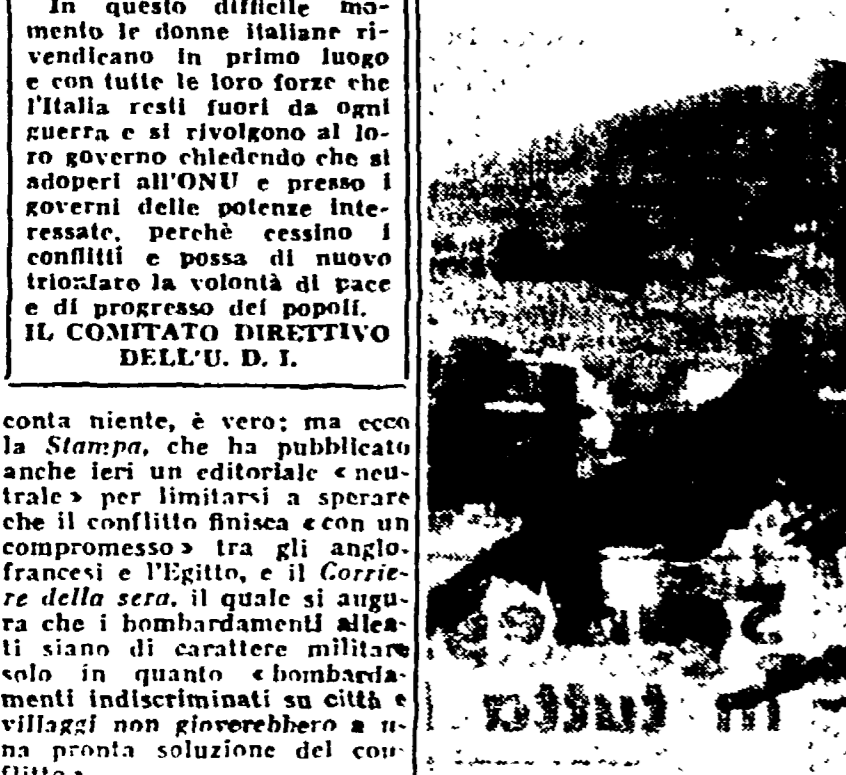 In questo difficile mo-
mento le donne italiane ri-
vendicano in primo luogo
e con tutte le loro forze che
l'Italia resti fuori da ogni
guerra e si rivolgono al lo-
ro governo chiedendo che si
adoperi all'ONU e presso i
governi delle potenze inte-
ressate, perchè cessino i
conflitti e possa di nuovo
trionfare la volontà di pace
e di progresso dei popoli.
IL COMITATO DIRETTIVO
DELL'U. D. I.
conta niente, è vero; ma ecco
la Stampa, che ha pubblicato
anche ieri un editoriale « neu-
trale » per limitarsi a sperare
che il conflitto finisca « con un
compromesso » tra gli anglo-
francesi e l'Egitto, e il Corrie-
re della sera, il quale si augu-
ra che i bombardamenti allea-
ti siano di carattere militare
solo in quanto « bombarda-
menti indiscriminati su città e
villaggi non gioverebbero a u-
na pronta soluzione del con-
flitto ».